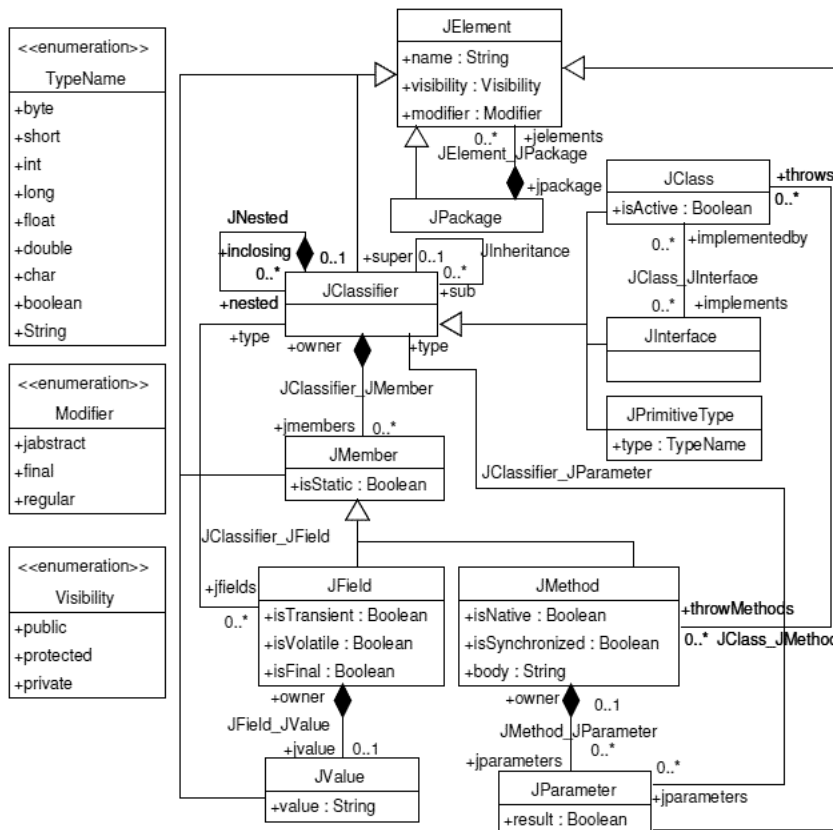 <<enumeration>>
TypeName
+byte
+short
+int
+long
+float
+double
+char
+boolean
+String
<<enumeration>>
Modifier
+jabstract
+final
+regular
<<enumeration>>
Visibility
+public
+protected
+private
JElement
+name : String
+visibility : Visibility
+modifier : Modifier
0..* +jelements
JElement_JPackage
+jpackage
JPackage
JClass
+isActive : Boolean
+throws
0..*
0..* +implementedby
JClass_JInterface
0..* +implements
JInterface
JPrimitiveType
+type : TypeName
JNested
+inclosing
0..* 0..1
+nested
+super 0..1 JInheritance
0..*
+sub
JClassifier
+type +owner +type
JClassifier_JMember
+jmembers 0..*
JMember
+isStatic : Boolean
JClassifier_JParameter
JClassifier_JField
+jfields
0..*
JField
+isTransient : Boolean
+isVolatile : Boolean
+isFinal : Boolean
+owner
JField_JValue
+jvalue 0..1
JValue
+value : String
JMethod
+isNative : Boolean
+isSynchronized : Boolean
+body : String
+throwMethods
0..* JClass_JMethod
+owner 0..1
JMethod_JParameter
0..*
+jparameters
JParameter
+result : Boolean
0..*
+jparameters